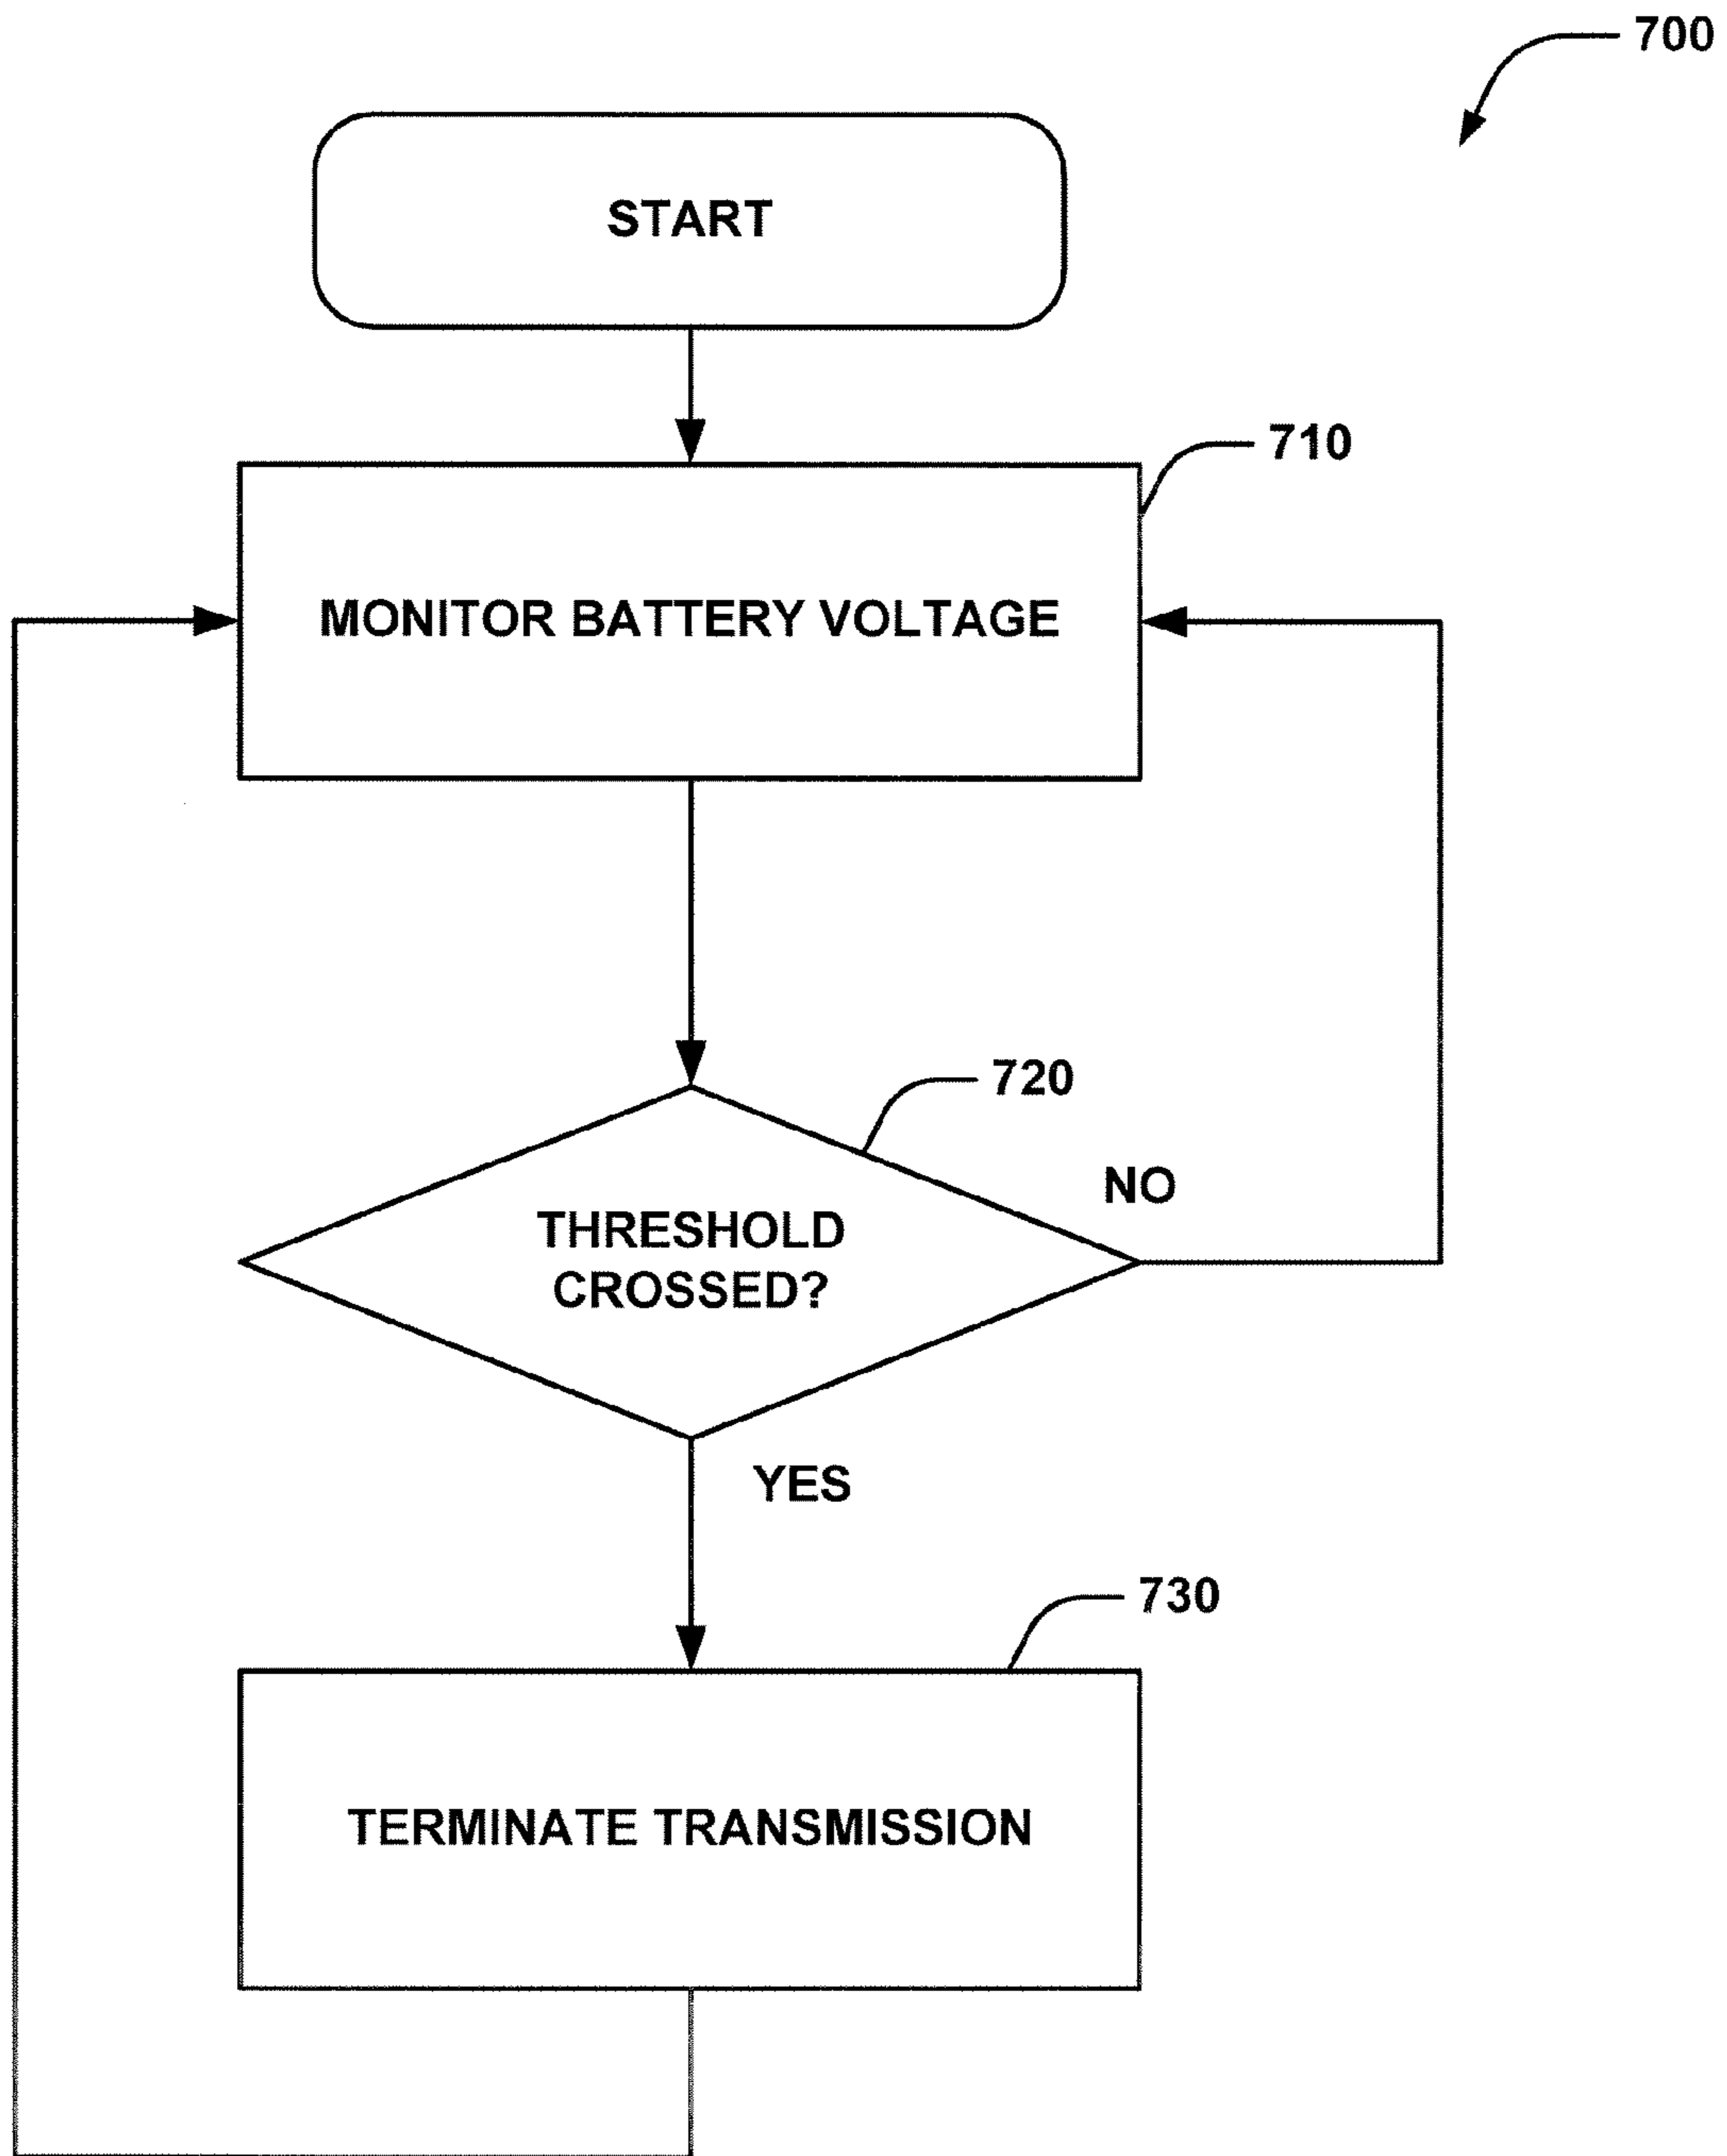 700
START
710
MONITOR BATTERY VOLTAGE
720
NO
THRESHOLD
CROSSED?
YES
730
TERMINATE TRANSMISSION